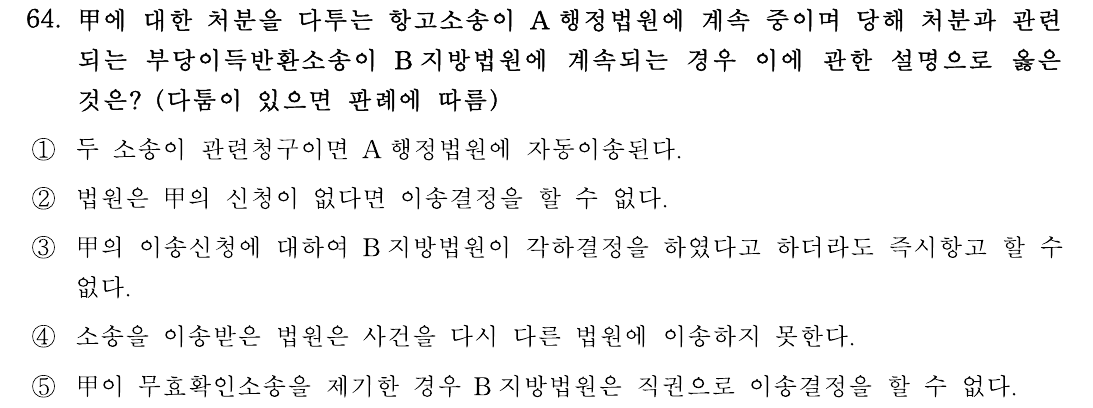 64. 甲에 대한 처분을 다투는 항고소송이 A 행정법원에 계속 중이며 당해 처분과 관련
되는 부당이득반환소송이 B 지방법원에 계속되는 경우 이에 관한 설명으로 옳은
것은? (다툼이 있으면 판례에 따름)
① 두 소송이 관련청구이면 A 행정법원에 자동이송된다.
② 법원은 甲의 신청이 없다면 이송결정을 할 수 없다.
③ 甲의 이송신청에 대하여 B 지방법원이 각하결정을 하였다고 하더라도 즉시항고 할 수
없다.
④ 소송을 이송받은 법원은 사건을 다시 다른 법원에 이송하지 못한다.
⑤ 甲이 무효확인소송을 제기한 경우 B 지방법원은 직권으로 이송결정을 할 수 없다.